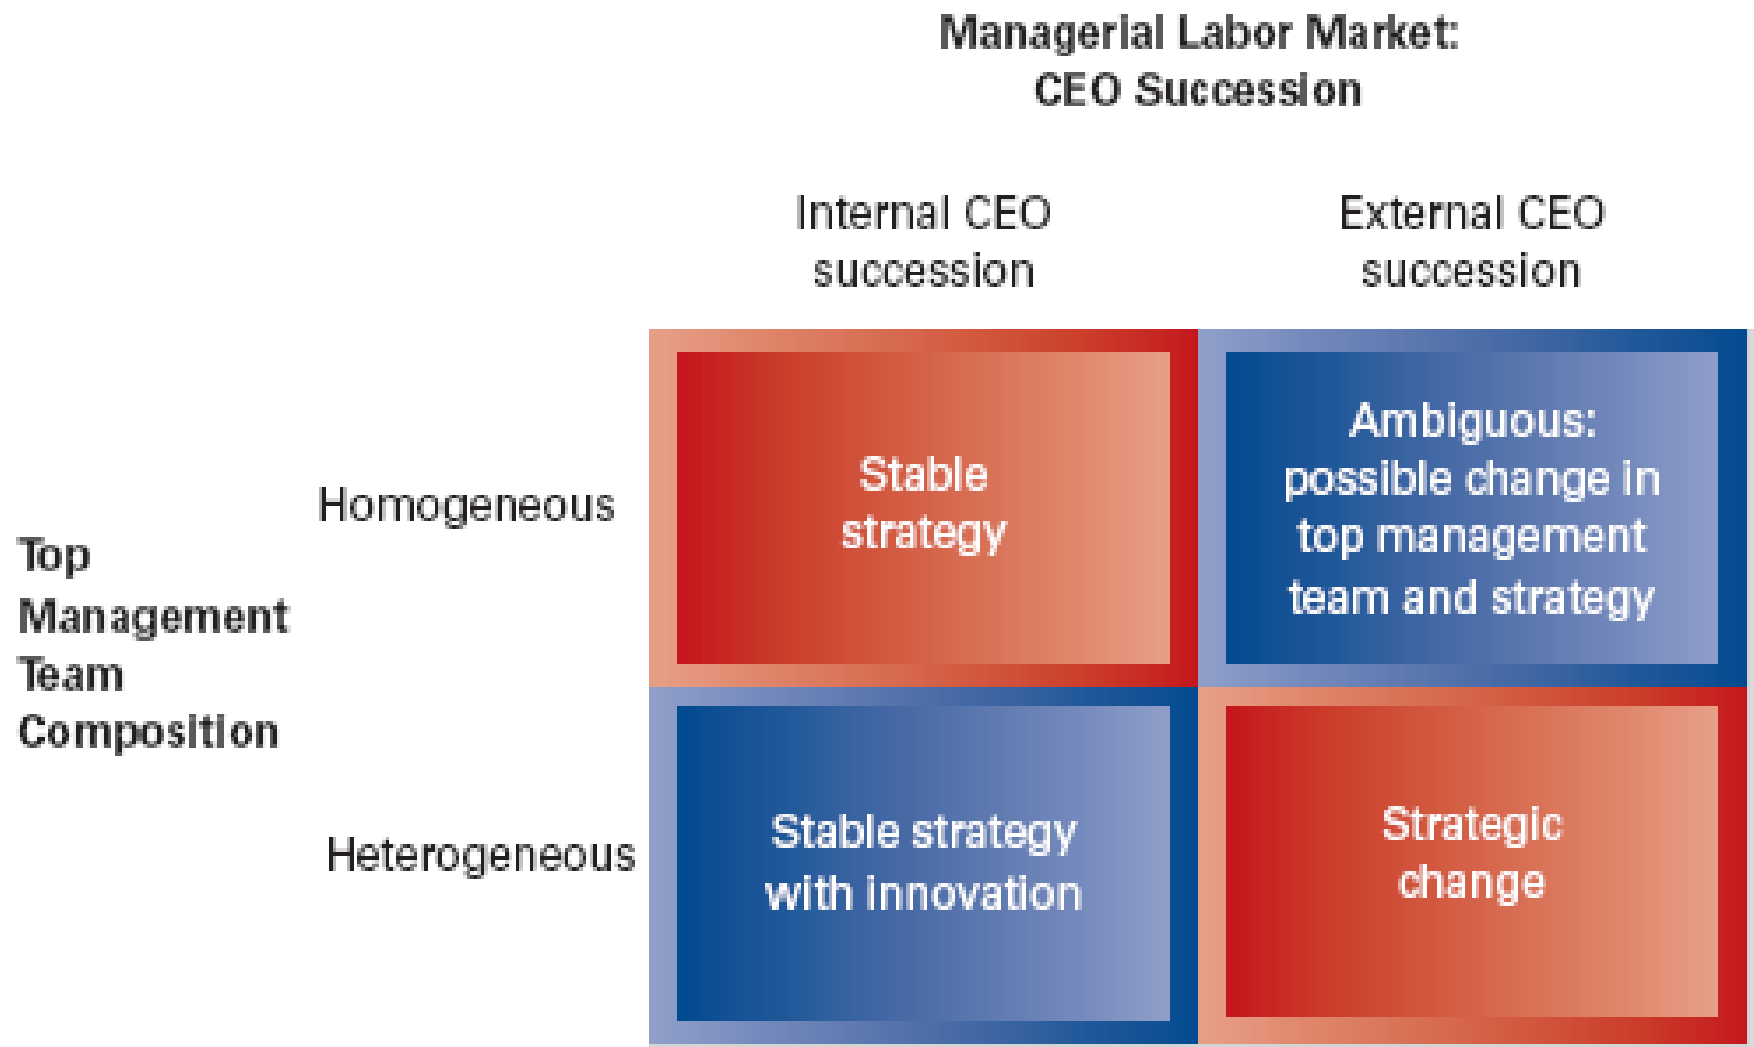 Managerial Labor Market:
CEO Succession
Internal CEO
succession
External CEO
succession
Top
Management
Team
Composition
Homogeneous
Stable
strategy
Ambiguous:
possible change in
top management
team and strategy
Heterogeneous
Stable strategy
with innovation
Strategic
change